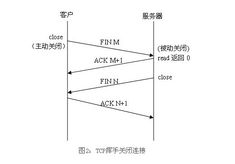 客户
服务器
close
(主动关闭)
FIN M
(被动关闭)
read 返回 0
ACK M+1
close
FIN N
ACK N+1
图2: TCP挥手关闭连接